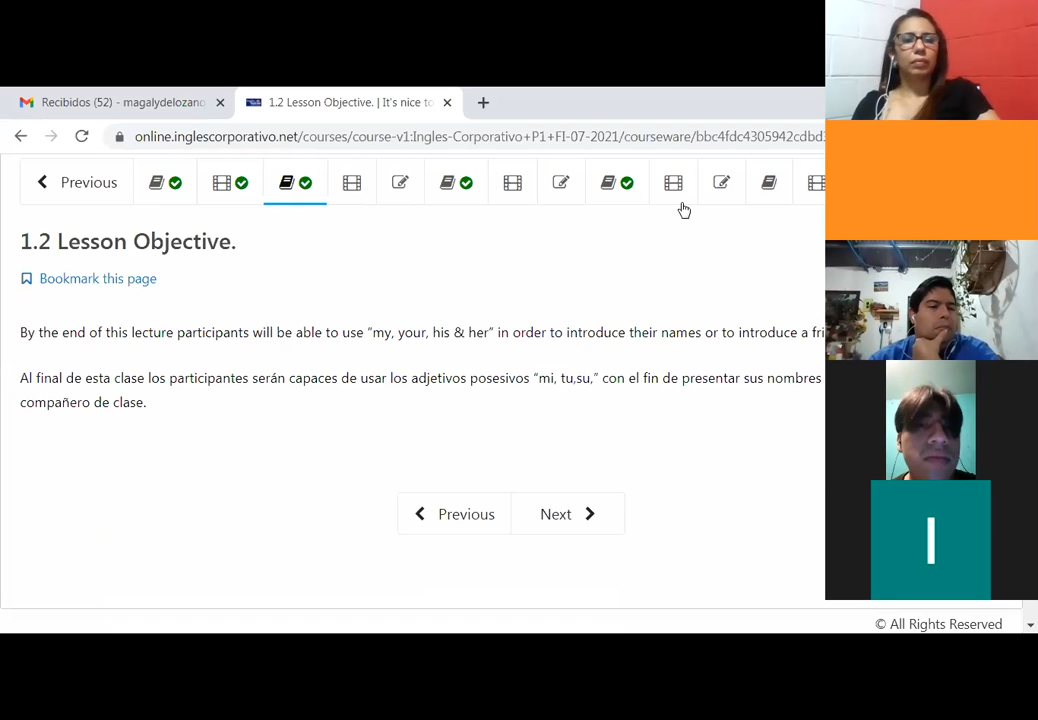 Recibidos (52) - magalydelozano
1.2 Lesson Objective. | It's nice to
online.inglescorporativo.net/courses/course-v1:Ingles-Corporativo+P1+FI-07-2021/courseware/bbc4fdc4305942cdbd
Previous
1.2 Lesson Objective.
Bookmark this page
By the end of this lecture participants will be able to use “my, your, his & her” in order to introduce their names or to introduce a fri
Al final de esta clase los participantes serán capaces de usar los adjetivos posesivos “mi, tu,su,” con el fin de presentar sus nombres
compañero de clase.
Previous
Next
I
© All Rights Reserved